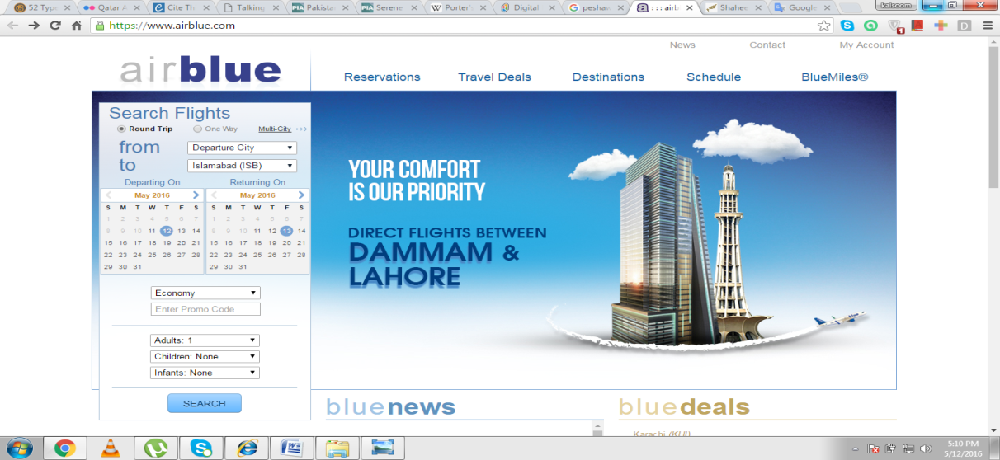 52 Type
Qatar A
Cite Thi
Talking
Pakista
Serene
Porter's
Digital
peshaw
: : : airb
Shahee
Google
kalsoom
https://www.airblue.com
News Contact My Account
airblue
Reservations Travel Deals Destinations Schedule BlueMiles®
Search Flights
Round Trip One Way Multi-City >>>
from Departure City
to Islamabad (ISB)
Departing On Returning On
< May 2016 > < May 2016 >
S M T W T F S S M T W T F S
1 2 3 4 5 6 7 1 2 3 4 5 6 7
8 9 10 11 12 13 14 8 9 10 11 12 13 14
15 16 17 18 19 20 21 15 16 17 18 19 20 21
22 23 24 25 26 27 28 22 23 24 25 26 27 28
29 30 31 29 30 31
Economy
Enter Promo Code
Adults: 1
Children: None
Infants: None
SEARCH
YOUR COMFORT
IS OUR PRIORITY
DIRECT FLIGHTS BETWEEN
DAMMAM &
LAHORE
bluenews bluedeals
Karachi (KHI)
5:10 PM
5/12/2016